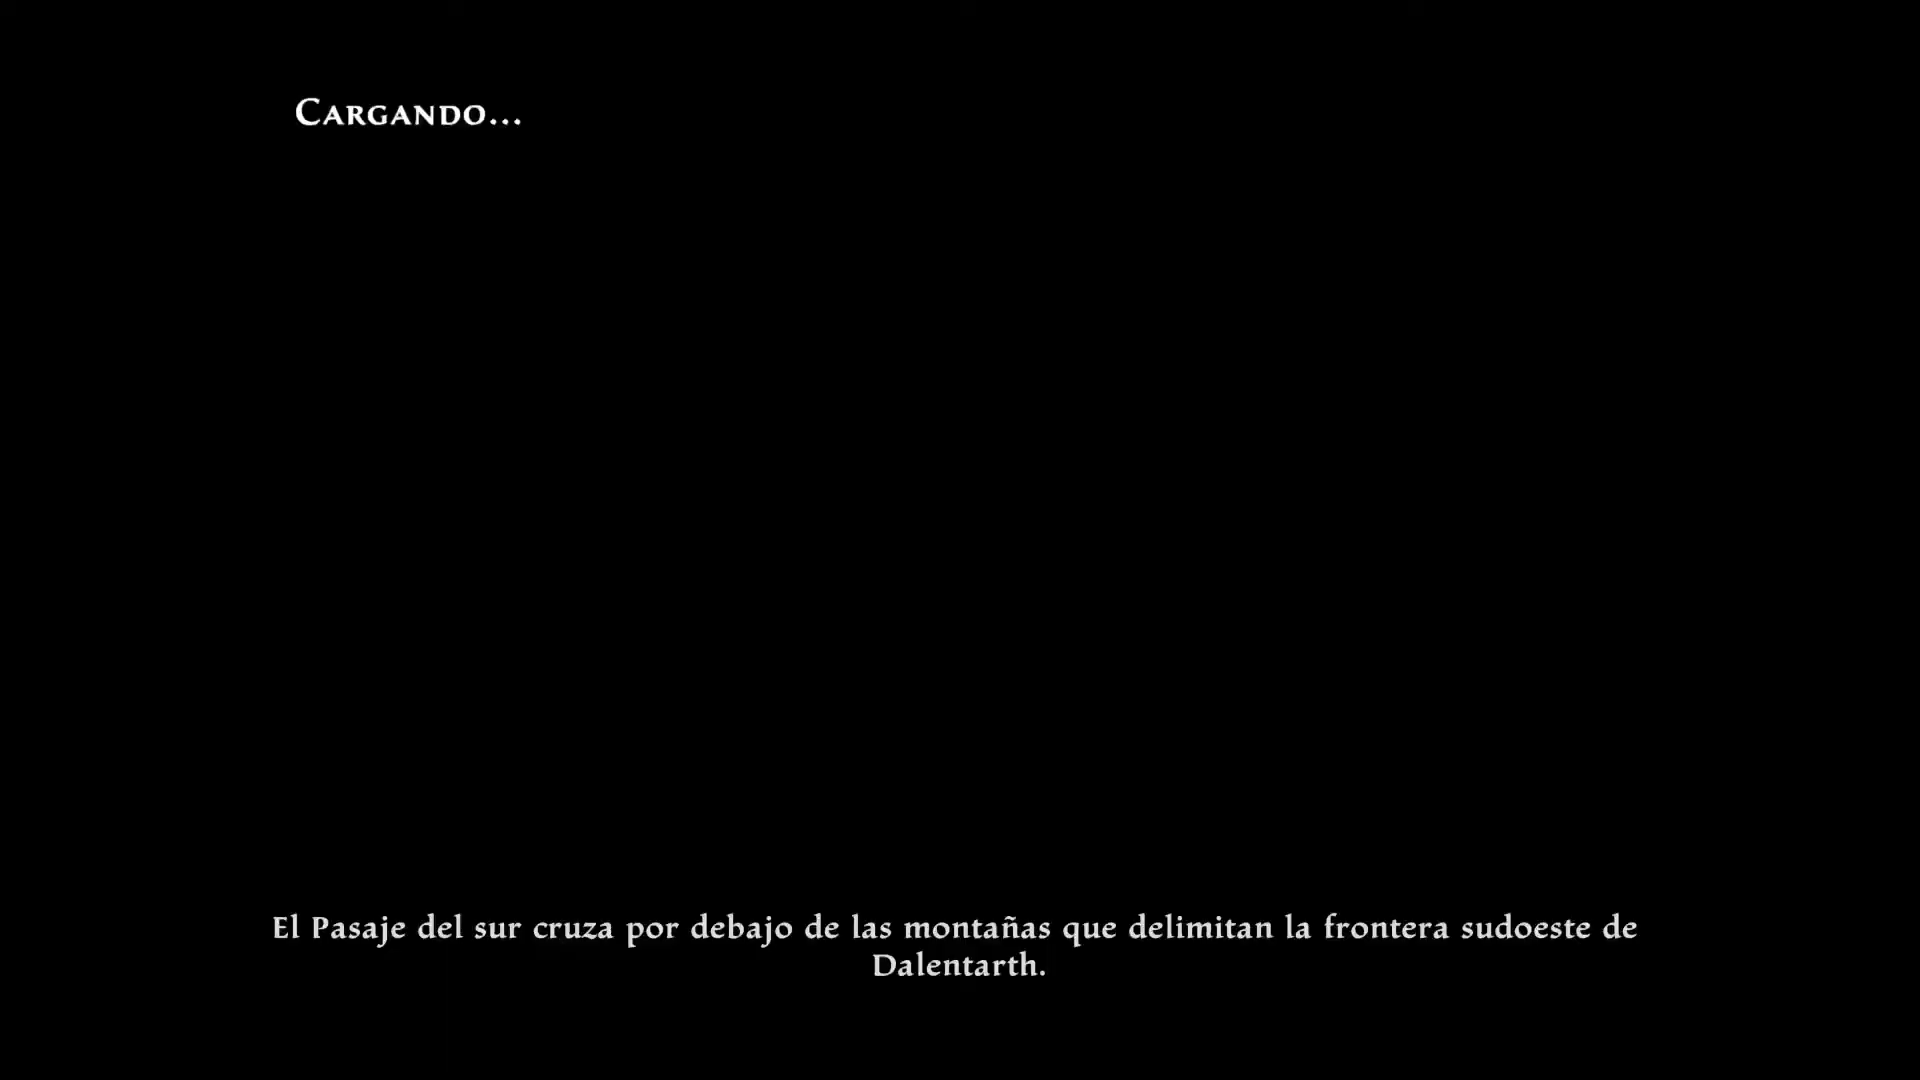 Cargando...
El Pasaje del sur cruza por debajo de las montañas que delimitan la frontera sudoeste de
Dalentarth.